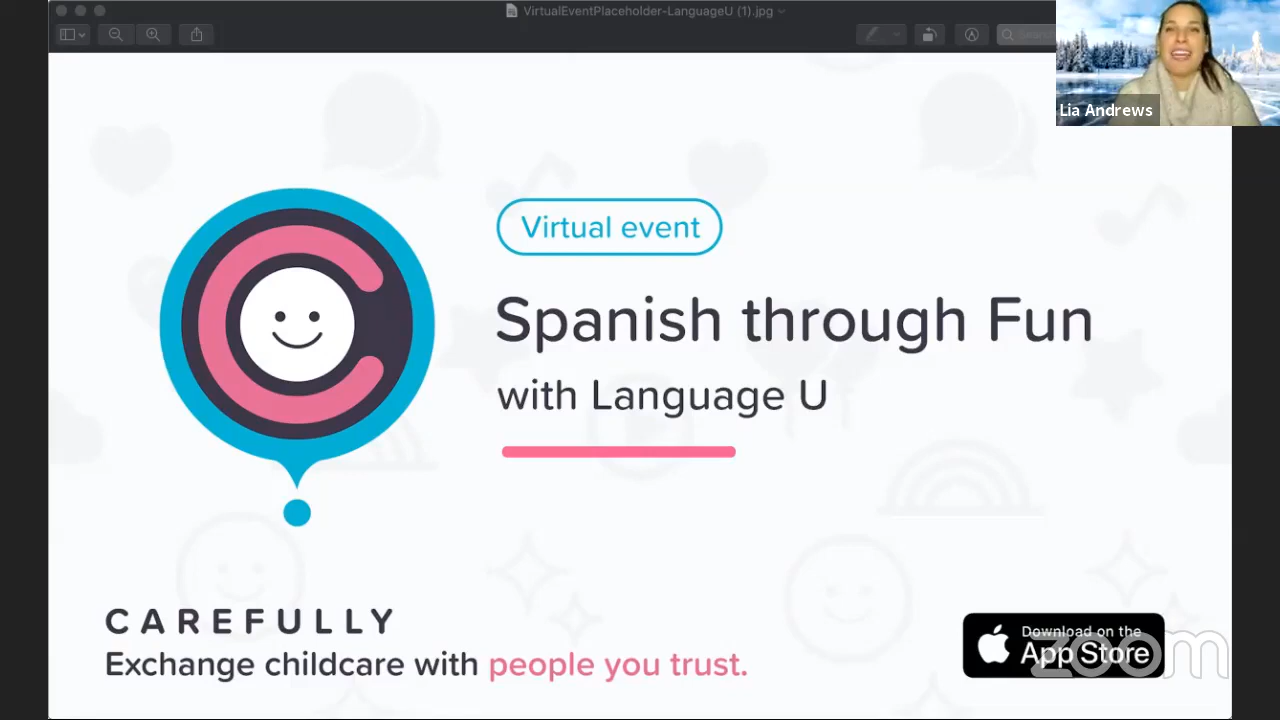 VirtualEventPlaceholder-LanguageU (1).jpg
Lia Andrews
Virtual event
Spanish through Fun
with Language U
CAREFULLY
Exchange childcare with people you trust.
Download on the
App Store
zoom